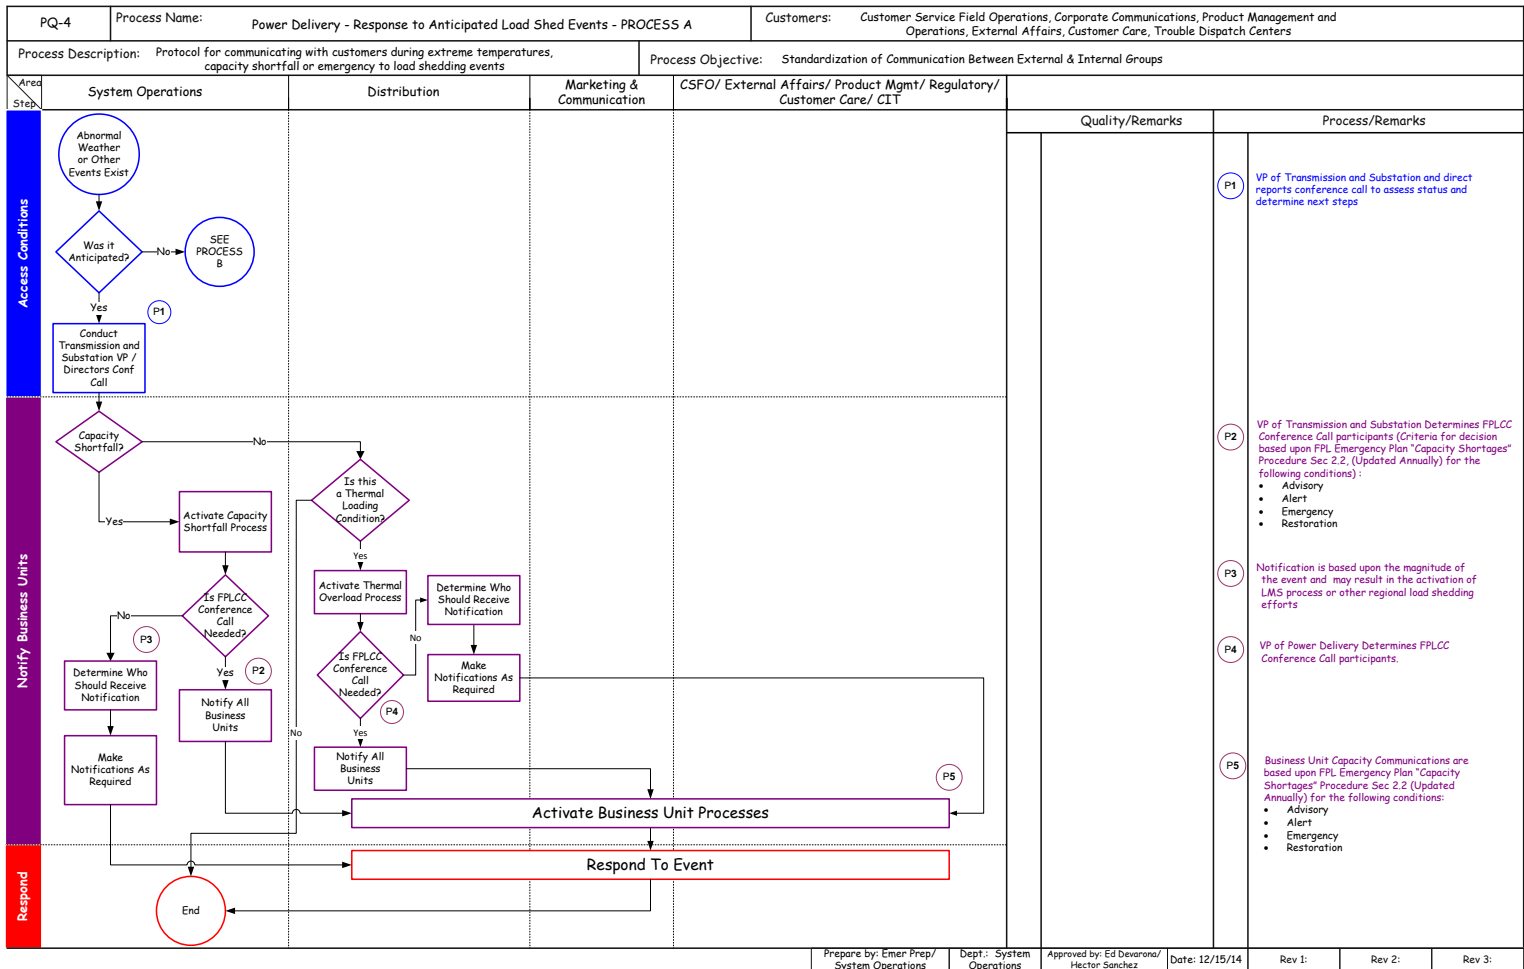 PQ-4
Process Name:
Power Delivery - Response to Anticipated Load Shed Events - PROCESS A
Customers:
Customer Service Field Operations, Corporate Communications, Product Management and
Operations, External Affairs, Customer Care, Trouble Dispatch Centers
Process Description:
Protocol for communicating with customers during extreme temperatures,
capacity shortfall or emergency to load shedding events
Process Objective:
Standardization of Communication Between External & Internal Groups
Area
Step
System Operations
Distribution
Marketing &
Communication
CSFO/ External Affairs/ Product Mgmt/ Regulatory/
Customer Care/ CIT
Quality/Remarks
Process/Remarks
Access Conditions
Abnormal
Weather
or Other
Events Exist
Was it
Anticipated?
No
SEE
PROCESS
B
Yes
P1
Conduct
Transmission and
Substation VP /
Directors Conf
Call
P1
VP of Transmission and Substation and direct
reports conference call to assess status and
determine next steps
Notify Business Units
Capacity
Shortfall?
No
Yes
Activate Capacity
Shortfall Process
Is FPLCC
Conference
Call
Needed?
No
P3
Yes
P2
Determine Who
Should Receive
Notification
Notify All
Business
Units
Make
Notifications As
Required
Is this
a Thermal
Loading
Condition?
Yes
No
Activate Thermal
Overload Process
Is FPLCC
Conference
Call
Needed?
No
P4
Yes
Determine Who
Should Receive
Notification
Make
Notifications As
Required
Notify All
Business
Units
P5
Activate Business Unit Processes
P2
VP of Transmission and Substation Determines FPLCC
Conference Call participants (Criteria for decision
based upon FPL Emergency Plan "Capacity Shortages"
Procedure Sec 2.2, (Updated Annually) for the
following conditions) :
• Advisory
• Alert
• Emergency
• Restoration
P3
Notification is based upon the magnitude of
the event and may result in the activation of
LMS process or other regional load shedding
efforts
P4
VP of Power Delivery Determines FPLCC
Conference Call participants.
P5
Business Unit Capacity Communications are
based upon FPL Emergency Plan "Capacity
Shortages" Procedure Sec 2.2 (Updated
Annually) for the following conditions:
• Advisory
• Alert
• Emergency
• Restoration
Respond
Respond To Event
End
Prepare by: Emer Prep/
System Operations
Dept.: System
Operations
Approved by: Ed Devarona/
Hector Sanchez
Date: 12/15/14
Rev 1:
Rev 2:
Rev 3: